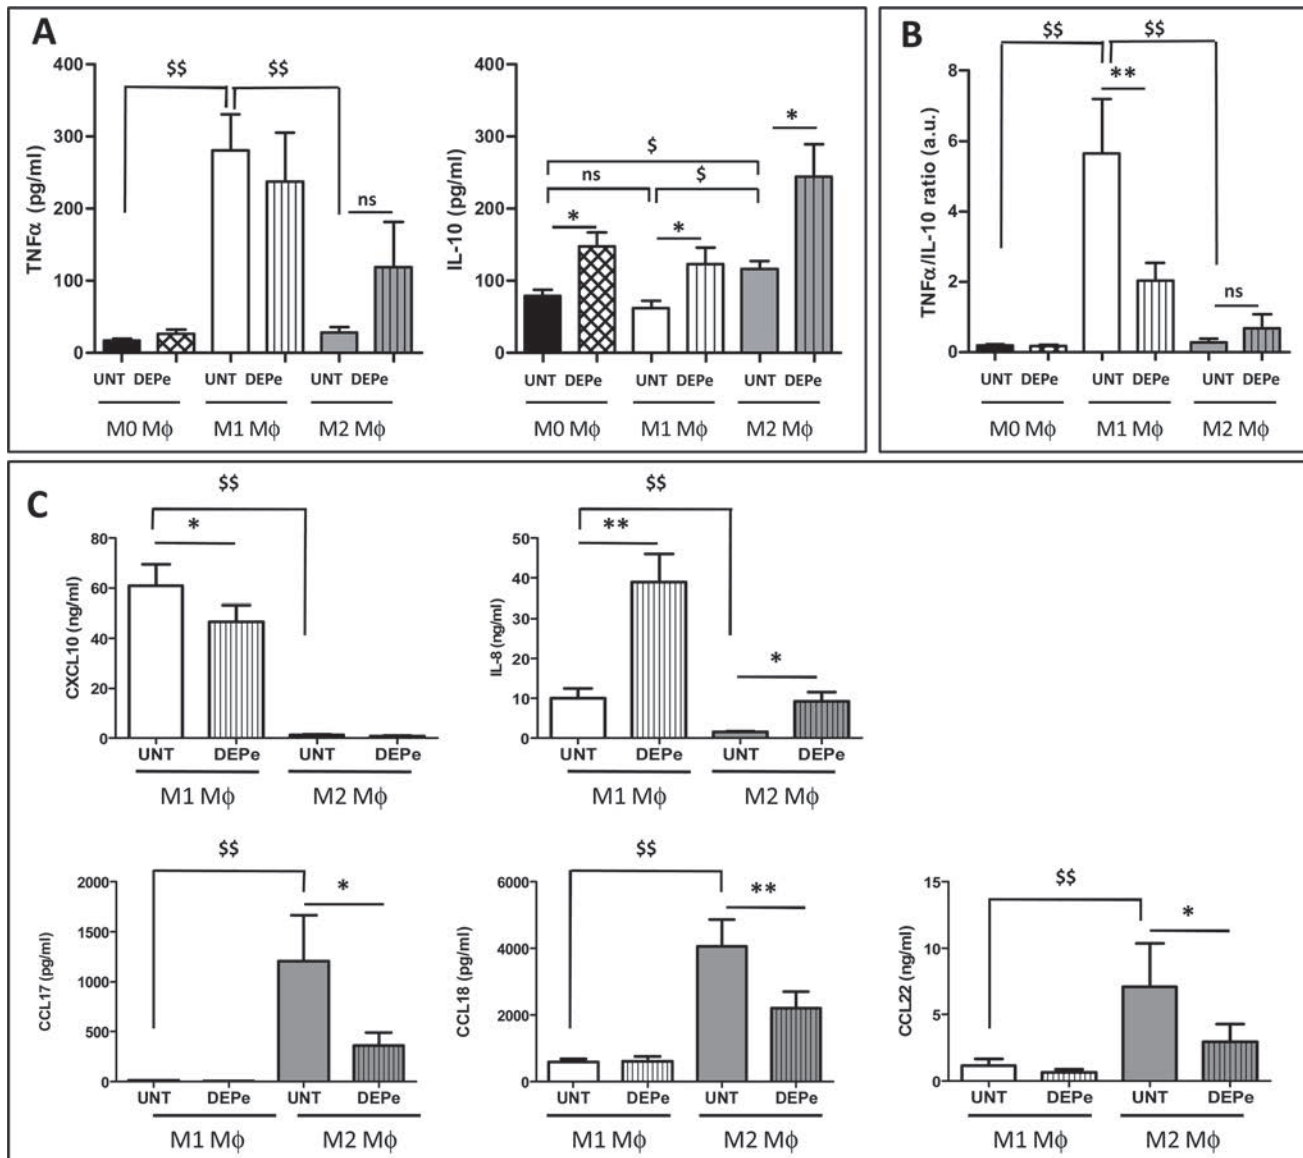 A
B
$$
$$
$$
$$
**
400
300
200
100
0
TNFα (pg/ml)
ns
UNT DEPe UNT DEPe UNT DEPe
M0 Mϕ M1 Mϕ M2 Mϕ
400
300
200
100
0
IL-10 (pg/ml)
$
ns
$
*
*
*
UNT DEPe UNT DEPe UNT DEPe
M0 Mϕ M1 Mϕ M2 Mϕ
8
6
4
2
0
TNFα/IL-10 ratio (a.u.)
ns
UNT DEPe UNT DEPe UNT DEPe
M0 Mϕ M1 Mϕ M2 Mϕ
C
$$
*
80
60
40
20
0
CXCL10 (ng/ml)
UNT DEPe UNT DEPe
M1 Mϕ M2 Mϕ
$$
**
50
40
30
20
10
0
IL-8 (ng/ml)
*
UNT DEPe UNT DEPe
M1 Mϕ M2 Mϕ
$$
*
2000
1500
1000
500
0
CCL17 (pg/ml)
UNT DEPe UNT DEPe
M1 Mϕ M2 Mϕ
$$
**
6000
4000
2000
0
CCL18 (pg/ml)
UNT DEPe UNT DEPe
M1 Mϕ M2 Mϕ
$$
*
15
10
5
0
CCL22 (ng/ml)
UNT DEPe UNT DEPe
M1 Mϕ M2 Mϕ